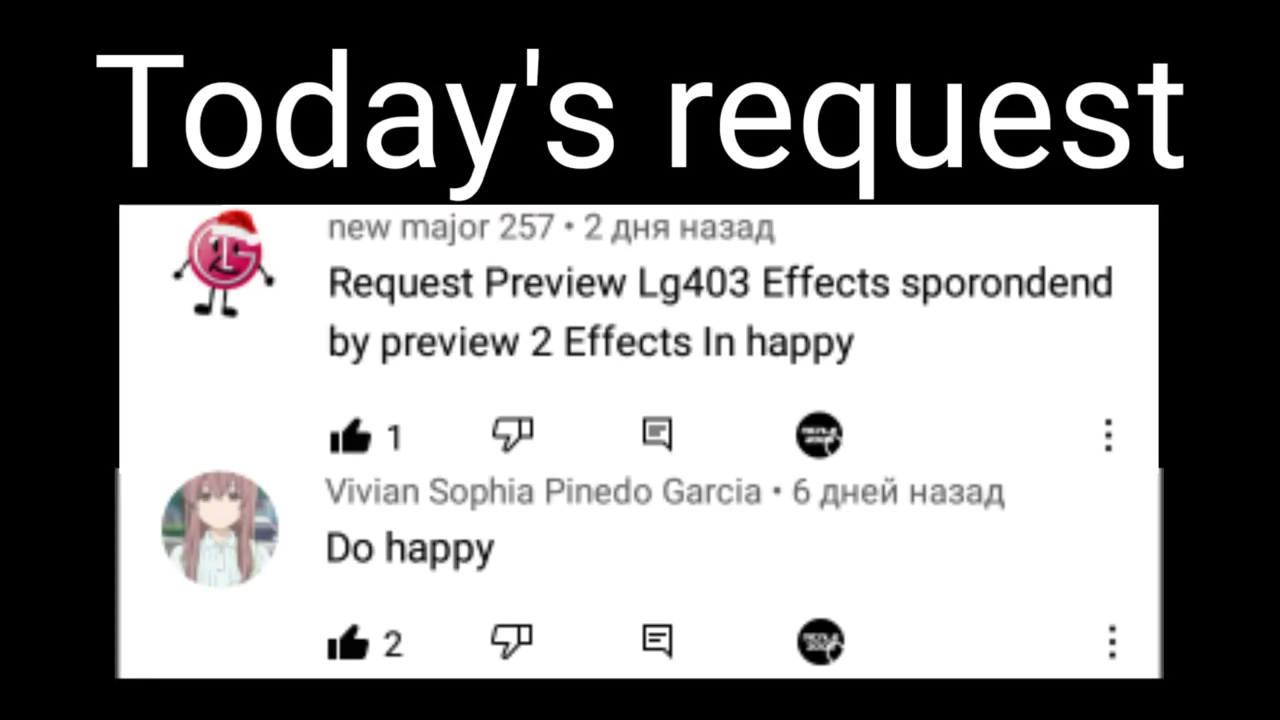 Today's request
new major 257 • 2 дня назад
Request Preview Lg403 Effects sporondend
by preview 2 Effects In happy
1
Vivian Sophia Pinedo Garcia • 6 дней назад
Do happy
2